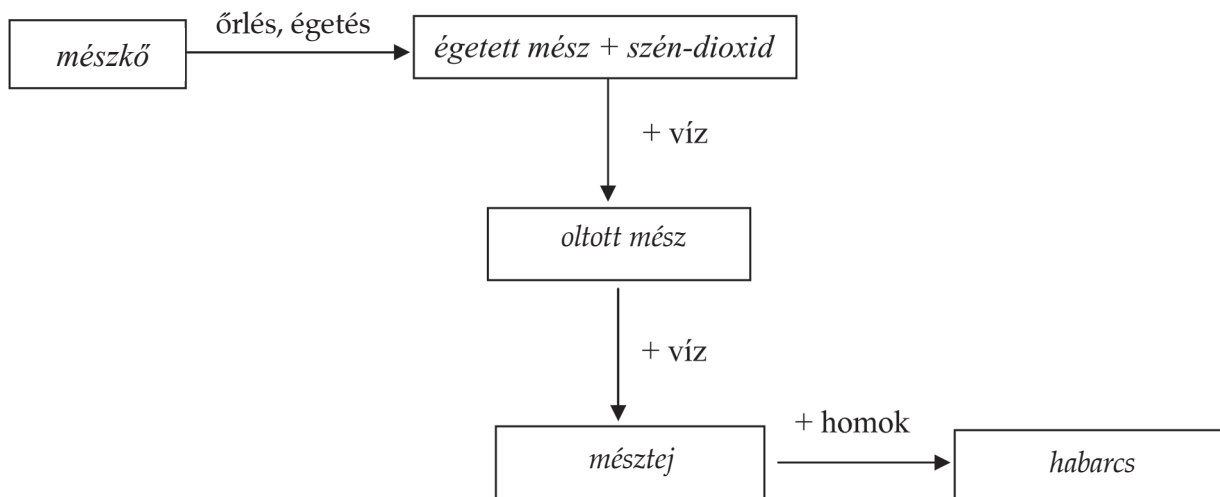 mészkő
őrlés, égetés
égetett mész + szén-dioxid
+ víz
oltott mész
+ víz
mésztej
+ homok
habarcs